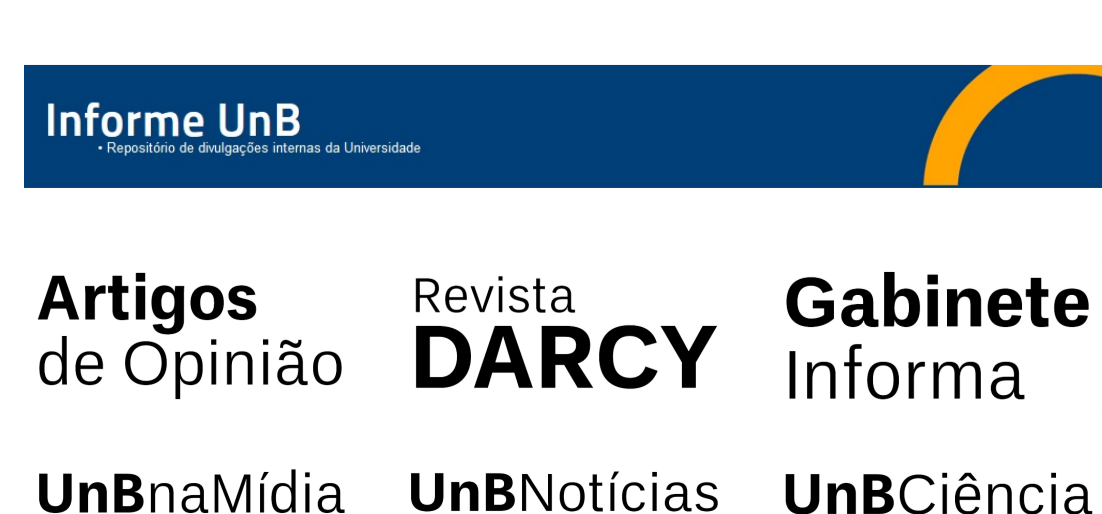 Informe UnB
• Repositório de divulgações internas da Universidade
Artigos
de Opinião
Revista
DARCY
Gabinete
Informa
UnBnaMídia
UnBNotícias
UnBCiência